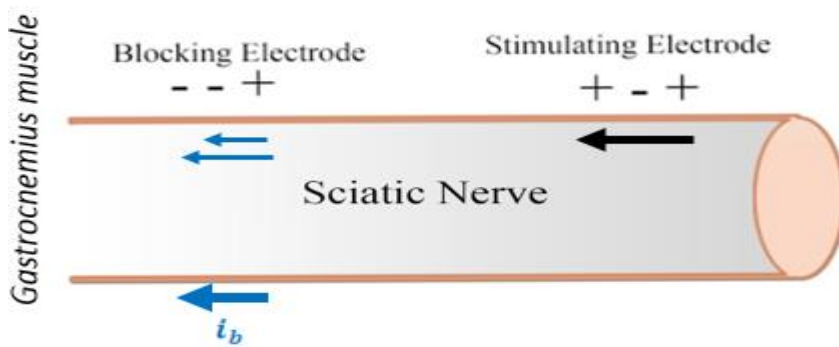 Gastrocnemius muscle
Blocking Electrode
- - +
Stimulating Electrode
+ - +
Sciatic Nerve
i_b